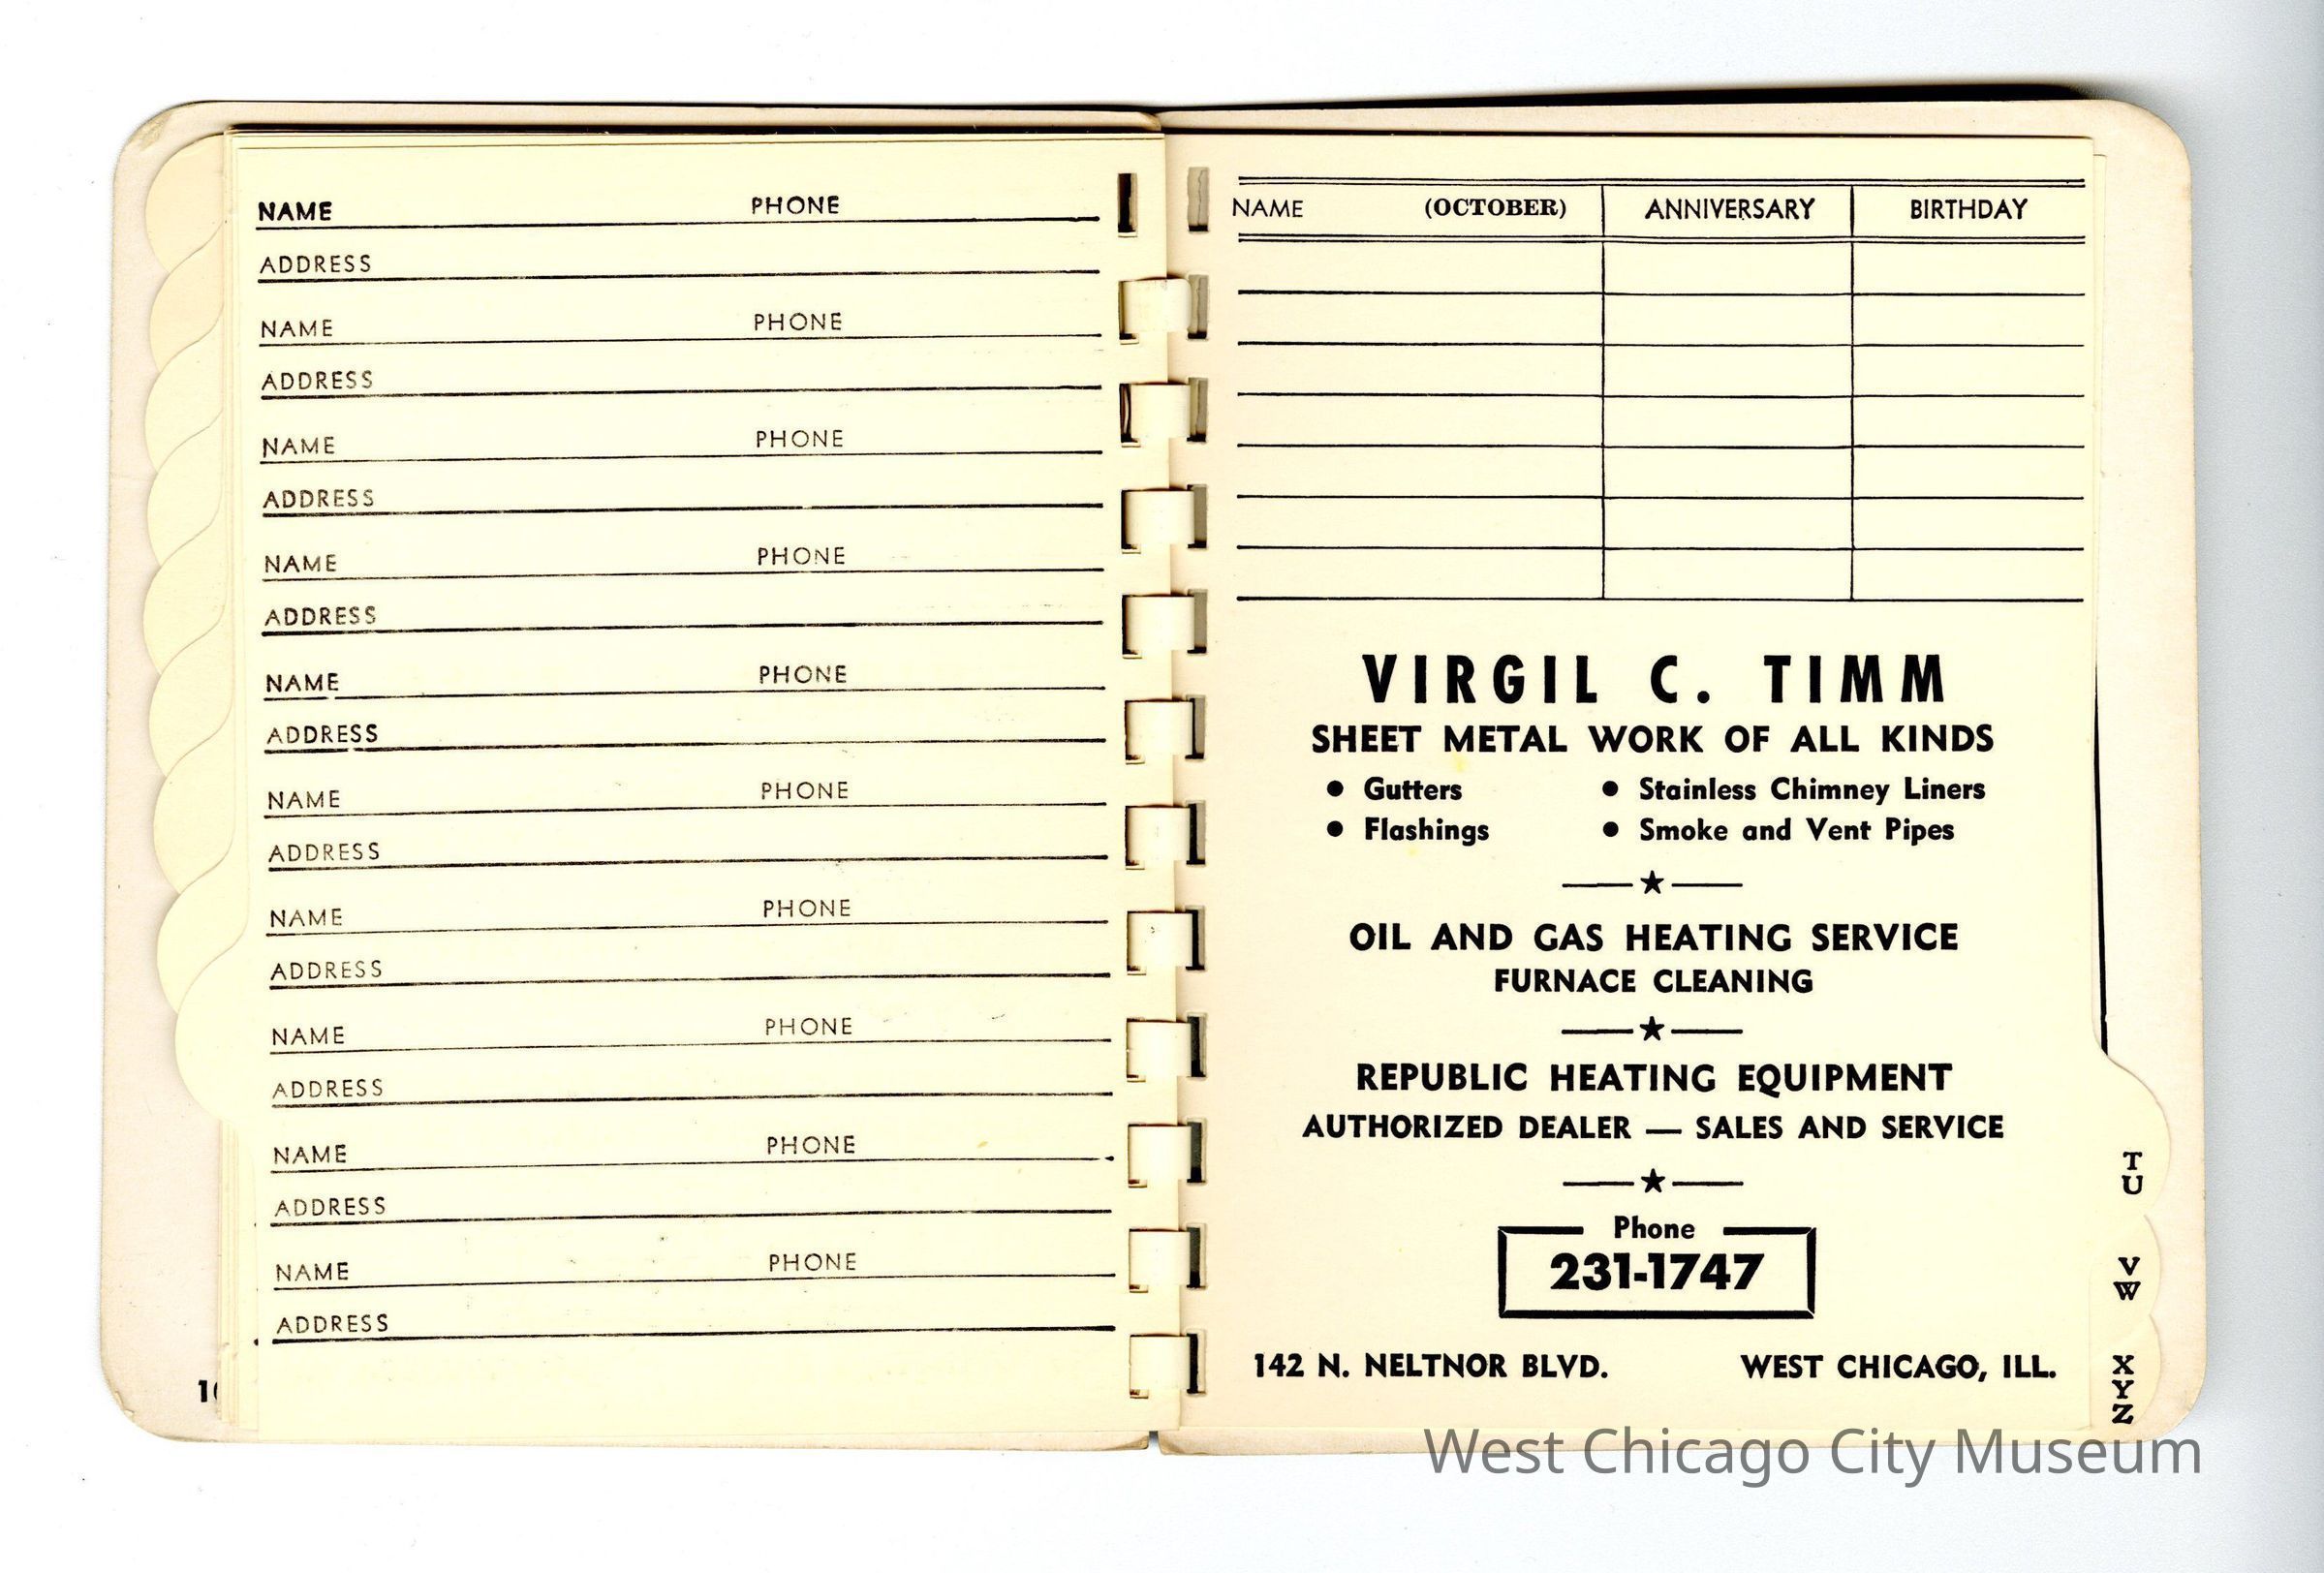 NAME PHONE
ADDRESS
NAME PHONE
ADDRESS
NAME PHONE
ADDRESS
NAME PHONE
ADDRESS
NAME PHONE
ADDRESS
NAME PHONE
ADDRESS
NAME PHONE
ADDRESS
NAME PHONE
ADDRESS
NAME PHONE
ADDRESS
NAME PHONE
ADDRESS
NAME (OCTOBER) ANNIVERSARY BIRTHDAY
VIRGIL C. TIMM
SHEET METAL WORK OF ALL KINDS
• Gutters • Stainless Chimney Liners
• Flashings • Smoke and Vent Pipes
★
OIL AND GAS HEATING SERVICE
FURNACE CLEANING
★
REPUBLIC HEATING EQUIPMENT
AUTHORIZED DEALER — SALES AND SERVICE
★
Phone
231-1747
142 N. NELTNOR BLVD. WEST CHICAGO, ILL.
T
U
V
W
X
Y
Z
West Chicago City Museum